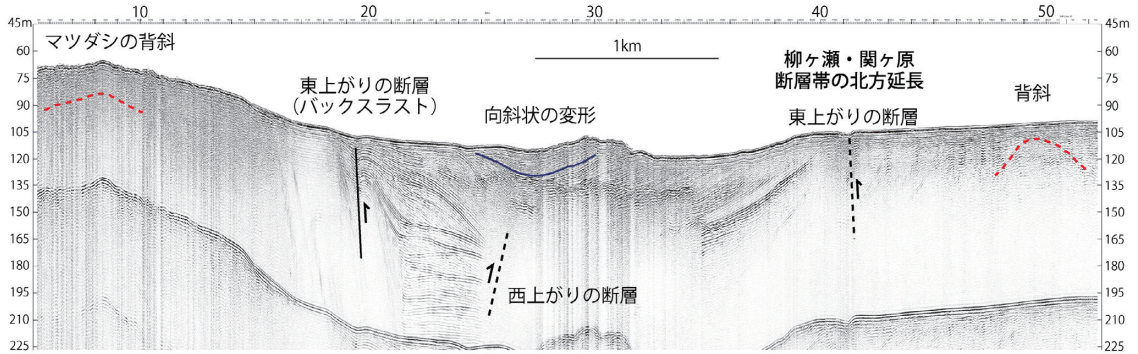 10 20 30 40 50
45m 45m
60 60
75 75
90 90
105 105
120 120
135 135
150 150
165 165
180 180
195 195
210 210
225 225
マツダシの背斜
東上がりの断層
（バックスラスト）
向斜状の変形
1km
柳ヶ瀬・関ヶ原
断層帯の北方延長
東上がりの断層
背斜
西上がりの断層